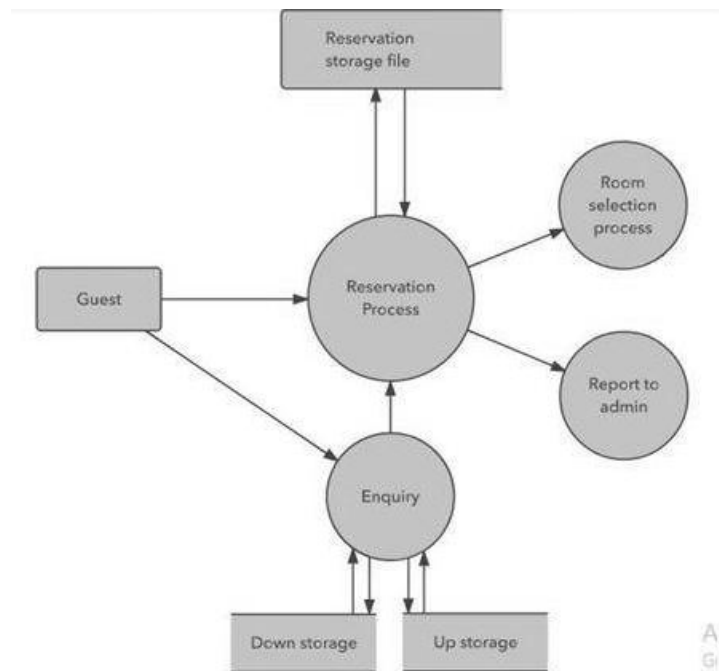 Reservation
storage file
Room
selection
process
Guest
Reservation
Process
Report to
admin
Enquiry
Down storage
Up storage